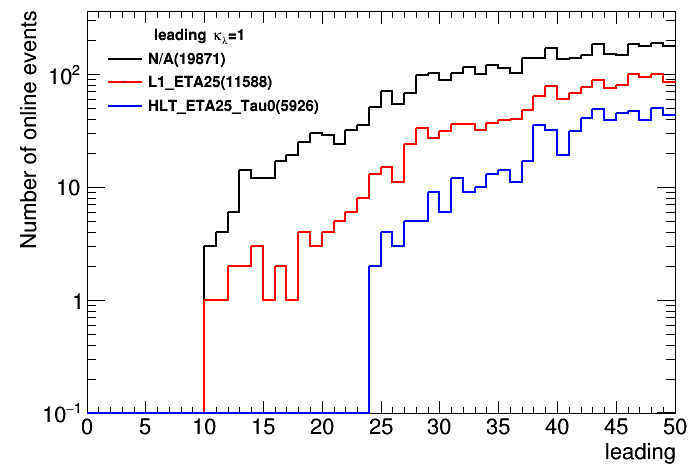 leading κλ=1
N/A(19871)
L1_ETA25(11588)
HLT_ETA25_Tau0(5926)
Number of online events
10²
10
1
10⁻¹
0 5 10 15 20 25 30 35 40 45 50
leading